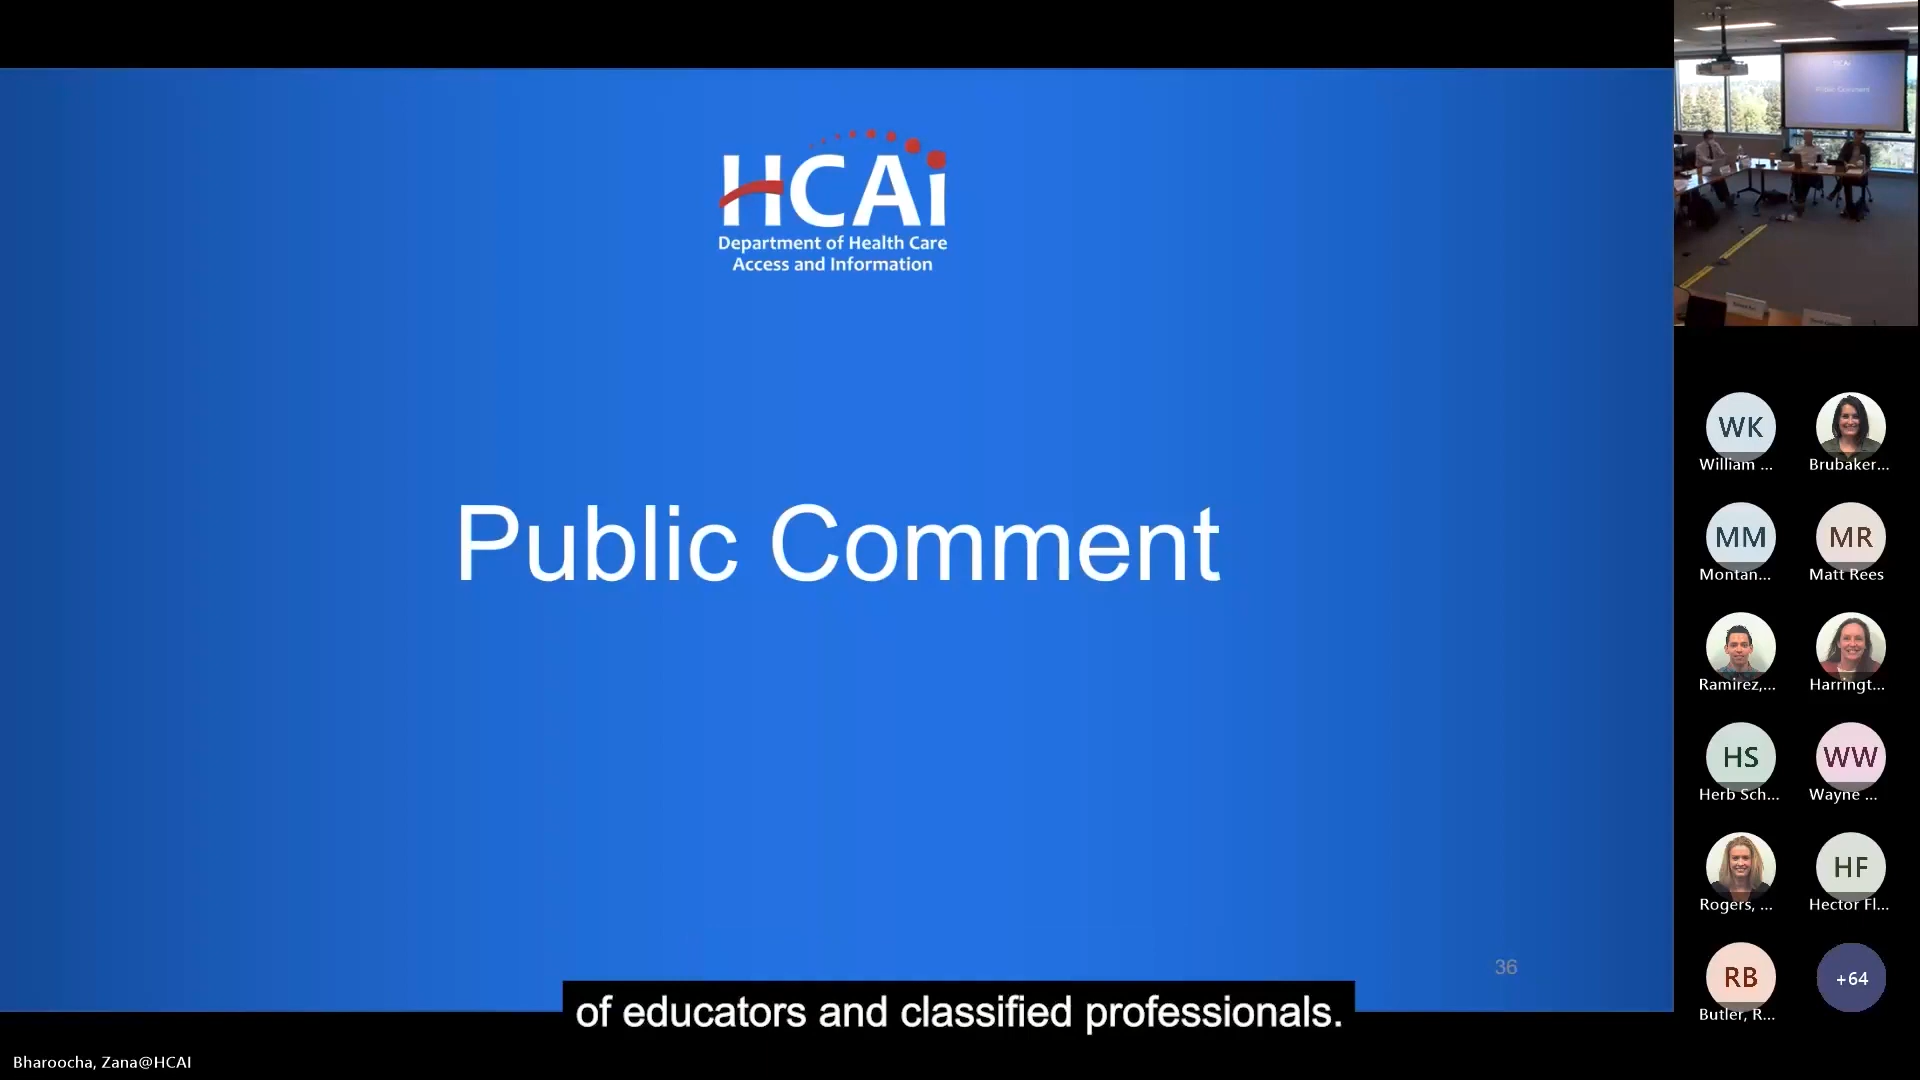 HCAi
Department of Health Care
Access and Information
Public Comment
36
of educators and classified professionals.
Bharoocha, Zana@HCAI
Public Comment
WK
William ...
Brubaker...
MM
Montan...
MR
Matt Rees
Ramirez,...
Harringt...
HS
Herb Sch...
WW
Wayne ...
Rogers, ...
HF
Hector Fl...
RB
Butler, R...
+64